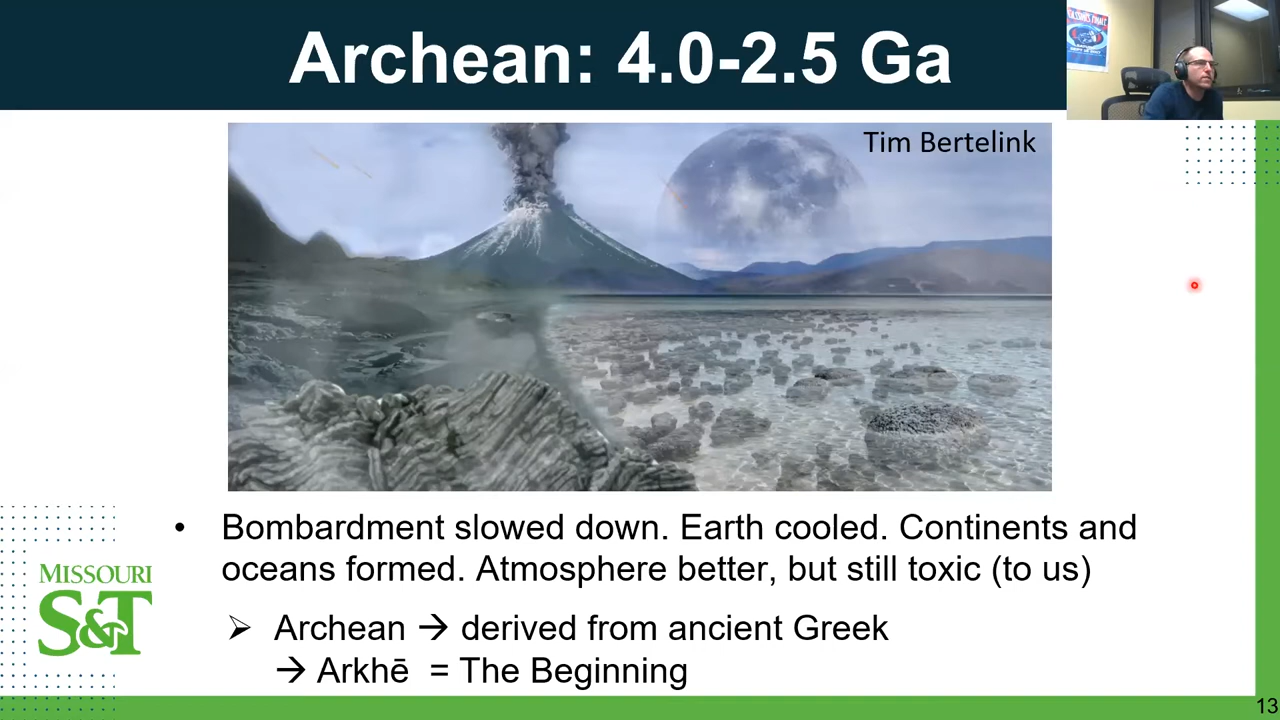 Archean: 4.0-2.5 Ga
Tim Bertelink
• Bombardment slowed down. Earth cooled. Continents and
oceans formed. Atmosphere better, but still toxic (to us)
➢ Archean → derived from ancient Greek
→ Arkhē = The Beginning
MISSOURI
S&T
13